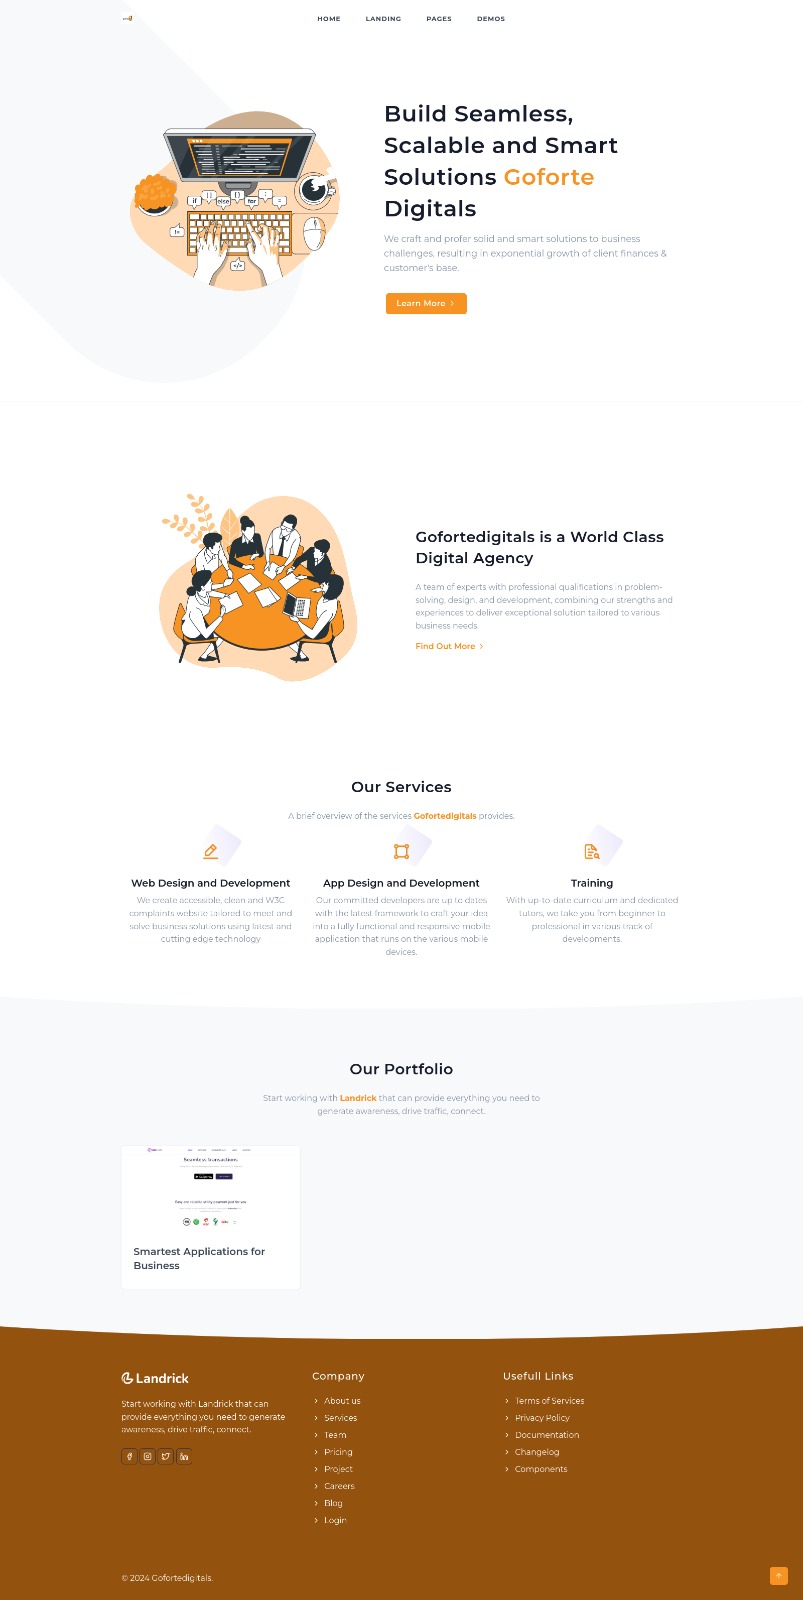 HOME LANDING PAGES DEMOS
Build Seamless,
Scalable and Smart
Solutions Goforte
Digitals
We craft and profer solid and smart solutions to business
challenges, resulting in exponential growth of client finances &
customer's base.
Learn More
if
[ ]
else
{ }
for
;
=
!=
</>
Gofortedigitals is a World Class
Digital Agency
A team of experts with professional qualifications in problem-
solving, design, and development, combining our strengths and
experiences to deliver exceptional solution tailored to various
business needs.
Find Out More
Our Services
A brief overview of the services Gofortedigitals provides.
Web Design and Development
We create accessible, clean and W3C
complaints website tailored to meet and
solve business solutions using latest and
cutting edge technology
App Design and Development
Our committed developers are up to dates
with the latest framework to craft your idea
into a fully functional and responsive mobile
application that runs on the various mobile
devices.
Training
With up-to-date curriculum and dedicated
tutors, we take you from beginner to
professional in various track of
developments.
Our Portfolio
Start working with Landrick that can provide everything you need to
generate awareness, drive traffic, connect.
Seamless transactions
Smartest Applications for
Business
Landrick
Start working with Landrick that can
provide everything you need to generate
awareness, drive traffic, connect.
Company
About us
Services
Team
Pricing
Project
Careers
Blog
Login
Usefull Links
Terms of Services
Privacy Policy
Documentation
Changelog
Components
© 2024 Gofortedigitals.